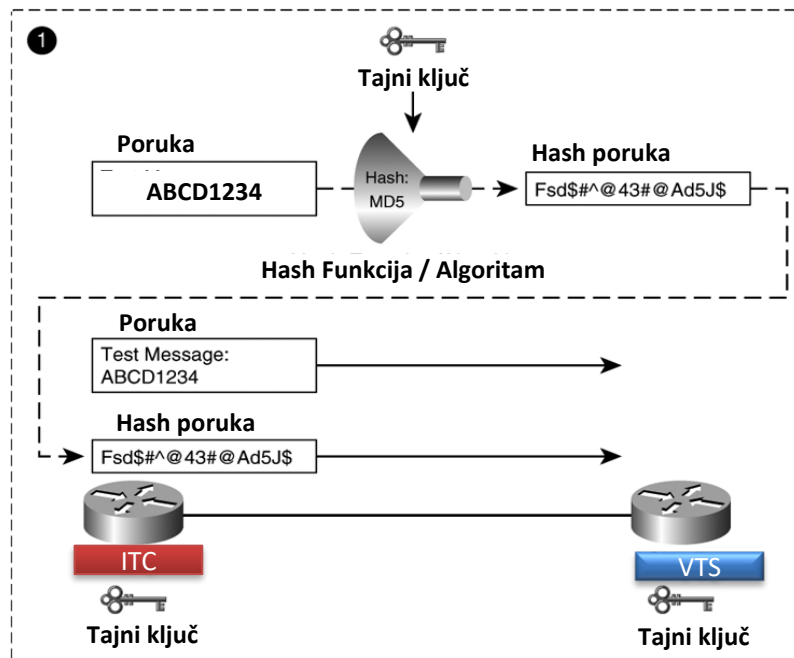 1
Tajni ključ
Poruka
ABCD1234
Hash:
MD5
Hash poruka
Fsd$#^@43#@Ad5J$
Hash Funkcija / Algoritam
Poruka
Test Message:
ABCD1234
Hash poruka
Fsd$#^@43#@Ad5J$
ITC
VTS
Tajni ključ
Tajni ključ